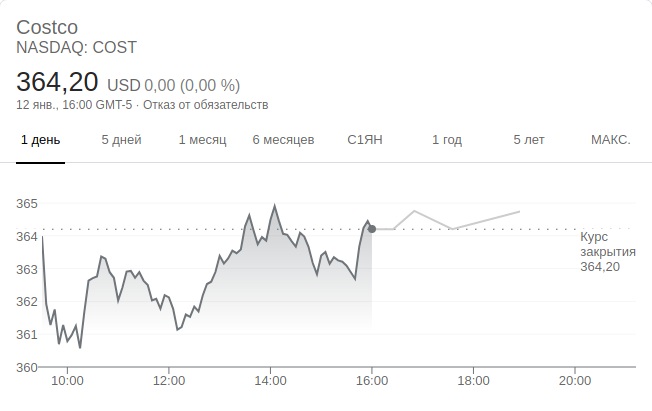 Costco
NASDAQ: COST
364,20 USD 0,00 (0,00 %)
12 янв., 16:00 GMT-5 · Отказ от обязательств
1 день 5 дней 1 месяц 6 месяцев С1ЯН 1 год 5 лет МАКС.
365
364
363
362
361
360
Курс
закрытия
364,20
10:00 12:00 14:00 16:00 18:00 20:00